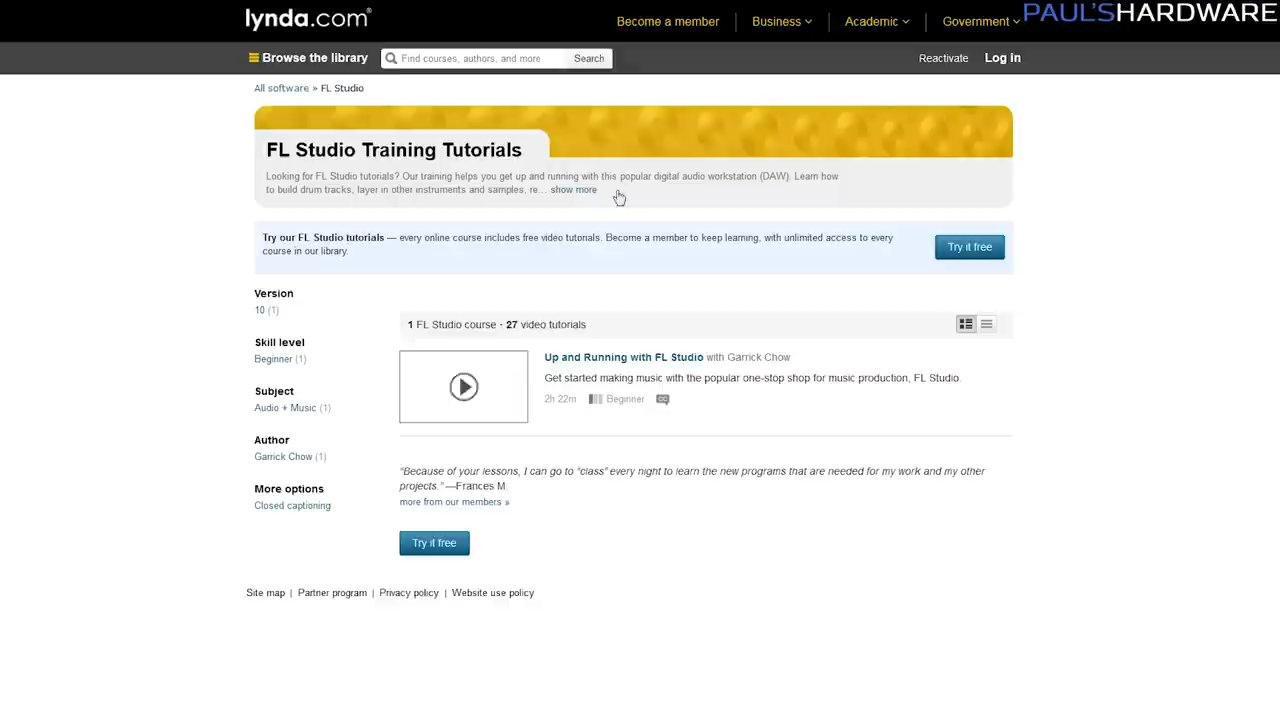 PAUL'SHARDWARE
lynda.com®
Become a member
Business
Academic
Government
Browse the library
Find courses, authors, and more
Search
Reactivate
Log in
All software » FL Studio
FL Studio Training Tutorials
Looking for FL Studio tutorials? Our training helps you get up and running with this popular digital audio workstation (DAW). Learn how
to build drum tracks, layer in other instruments and samples, re... show more
Try our FL Studio tutorials — every online course includes free video tutorials. Become a member to keep learning, with unlimited access to every
course in our library.
Try it free
Version
10 (1)
Skill level
Beginner (1)
Subject
Audio + Music (1)
Author
Garrick Chow (1)
More options
Closed captioning
1 FL Studio course · 27 video tutorials
Up and Running with FL Studio with Garrick Chow
Get started making music with the popular one-stop shop for music production, FL Studio.
2h 22m Beginner CC
“Because of your lessons, I can go to “class” every night to learn the new programs that are needed for my work and my other
projects.” —Frances M.
more from our members »
Try it free
Site map | Partner program | Privacy policy | Website use policy